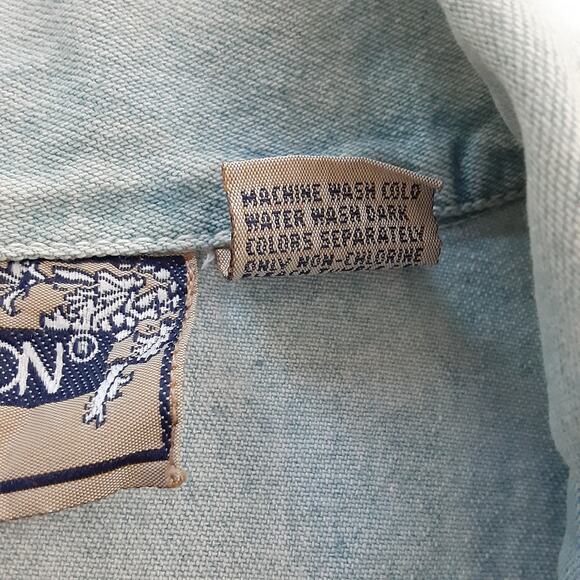 MACHINE WASH COLD
WATER WASH DARK
COLORS SEPARATELY
ONLY NON-CHLORINE
ON®